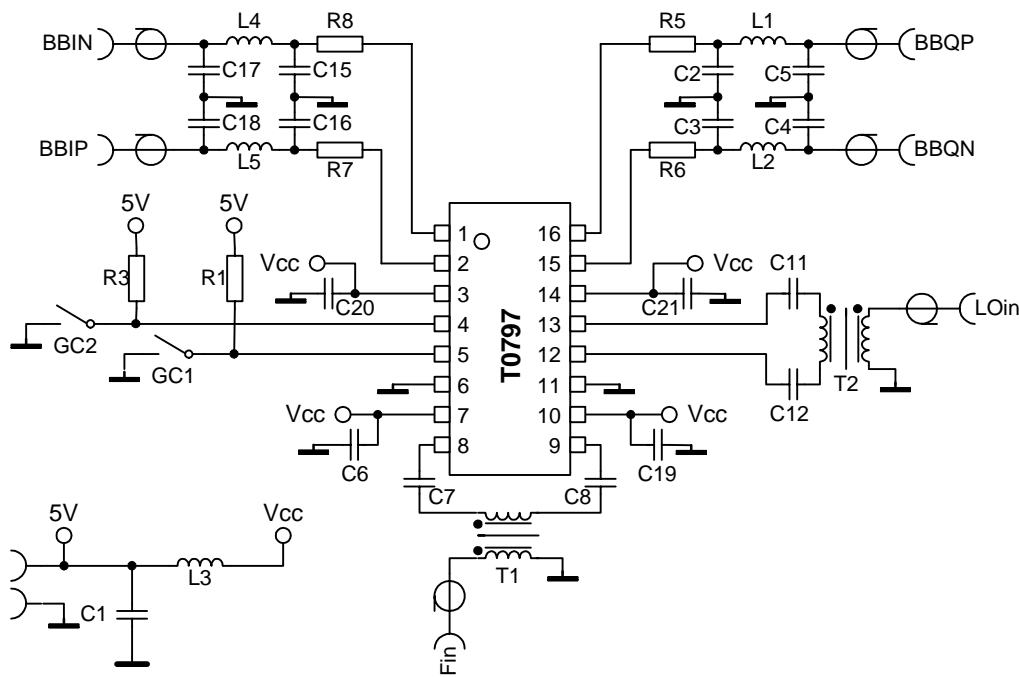 L4 R8 R5 L1
BBIN BBQP
C17 C15 C2 C5
C18 C16 C3 C4
BBIP L5 R7 R6 L2 BBQN
5V 5V
1 16
R3 R1 Vcc 2 15 Vcc C11
C20 3 14 C21
4 13 LOin
GC2 GC1 5 T0797 12 T2
6 11 C12
Vcc 7 10 Vcc
C6 8 9 C19
C7 C8
5V Vcc
L3 T1
C1
Fin